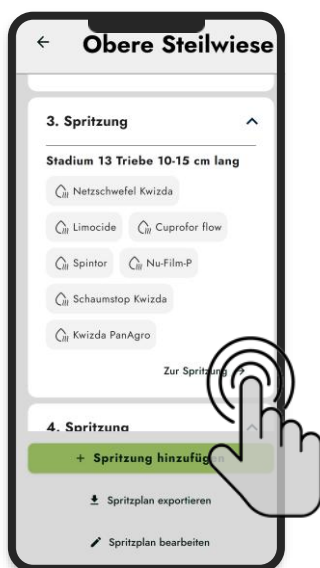 Obere Steilwiese
3. Spritzung
Stadium 13 Triebe 10-15 cm lang
Netzschwefel Kwizda
Limocide Cuprofor flow
Spintor Nu-Film-P
Schaumstop Kwizda
Kwizda PanAgro
Zur Spritzung
4. Spritzung
+ Spritzung hinzufügen
Spritzplan exportieren
Spritzplan bearbeiten